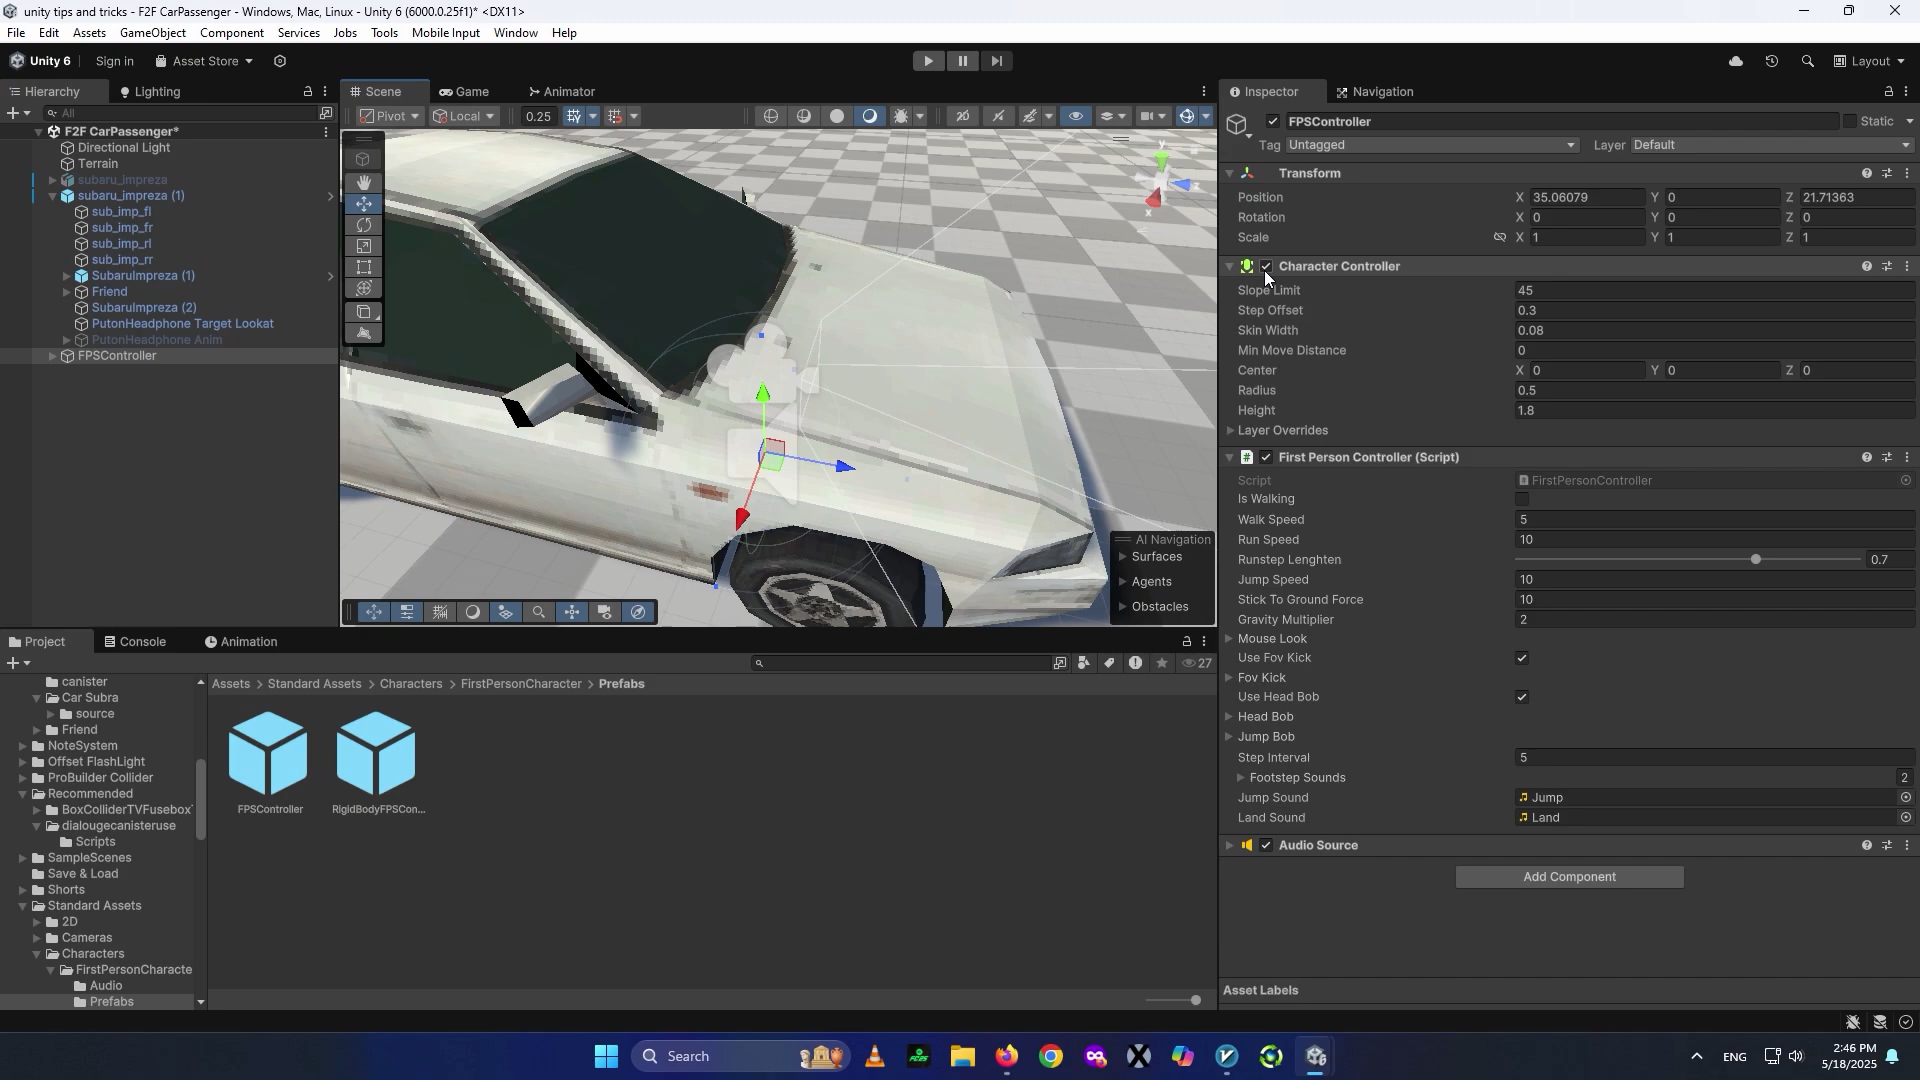 unity tips and tricks - F2F CarPassenger - Windows, Mac, Linux - Unity 6 (6000.0.25f1)* <DX11>
File Edit Assets GameObject Component Services Jobs Tools Mobile Input Window Help
Unity 6 Sign in Asset Store Layout
Hierarchy Lighting
All
F2F CarPassenger*
Directional Light
Terrain
subaru_impreza
subaru_impreza (1)
sub_imp_fl
sub_imp_fr
sub_imp_rl
sub_imp_rr
SubaruImpreza (1)
Friend
SubaruImpreza (2)
PutonHeadphone Target Lookat
PutonHeadphone Anim
FPSController
Scene Game Animator
Pivot Local 0.25 2D
y
z
x
AI Navigation
Surfaces
Agents
Obstacles
Inspector Navigation
FPSController Static
Tag Untagged Layer Default
Transform
Position X 35.06079 Y 0 Z 21.71363
Rotation X 0 Y 0 Z 0
Scale X 1 Y 1 Z 1
Character Controller
Slope Limit 45
Step Offset 0.3
Skin Width 0.08
Min Move Distance 0
Center X 0 Y 0 Z 0
Radius 0.5
Height 1.8
Layer Overrides
First Person Controller (Script)
Script FirstPersonController
Is Walking
Walk Speed 5
Run Speed 10
Runstep Lenghten 0.7
Jump Speed 10
Stick To Ground Force 10
Gravity Multiplier 2
Mouse Look
Use Fov Kick
Fov Kick
Use Head Bob
Head Bob
Jump Bob
Step Interval 5
Footstep Sounds 2
Jump Sound Jump
Land Sound Land
Audio Source
Add Component
Asset Labels
Project Console Animation
27
canister
Car Subra
source
Friend
NoteSystem
Offset FlashLight
ProBuilder Collider
Recommended
BoxColliderTVFusebox
dialougecanisteruse
Scripts
SampleScenes
Save & Load
Shorts
Standard Assets
2D
Cameras
Characters
FirstPersonCharacte
Audio
Prefabs
Assets > Standard Assets > Characters > FirstPersonCharacter > Prefabs
FPSController RigidBodyFPSCon...
Search
ENG
2:46 PM
5/18/2025